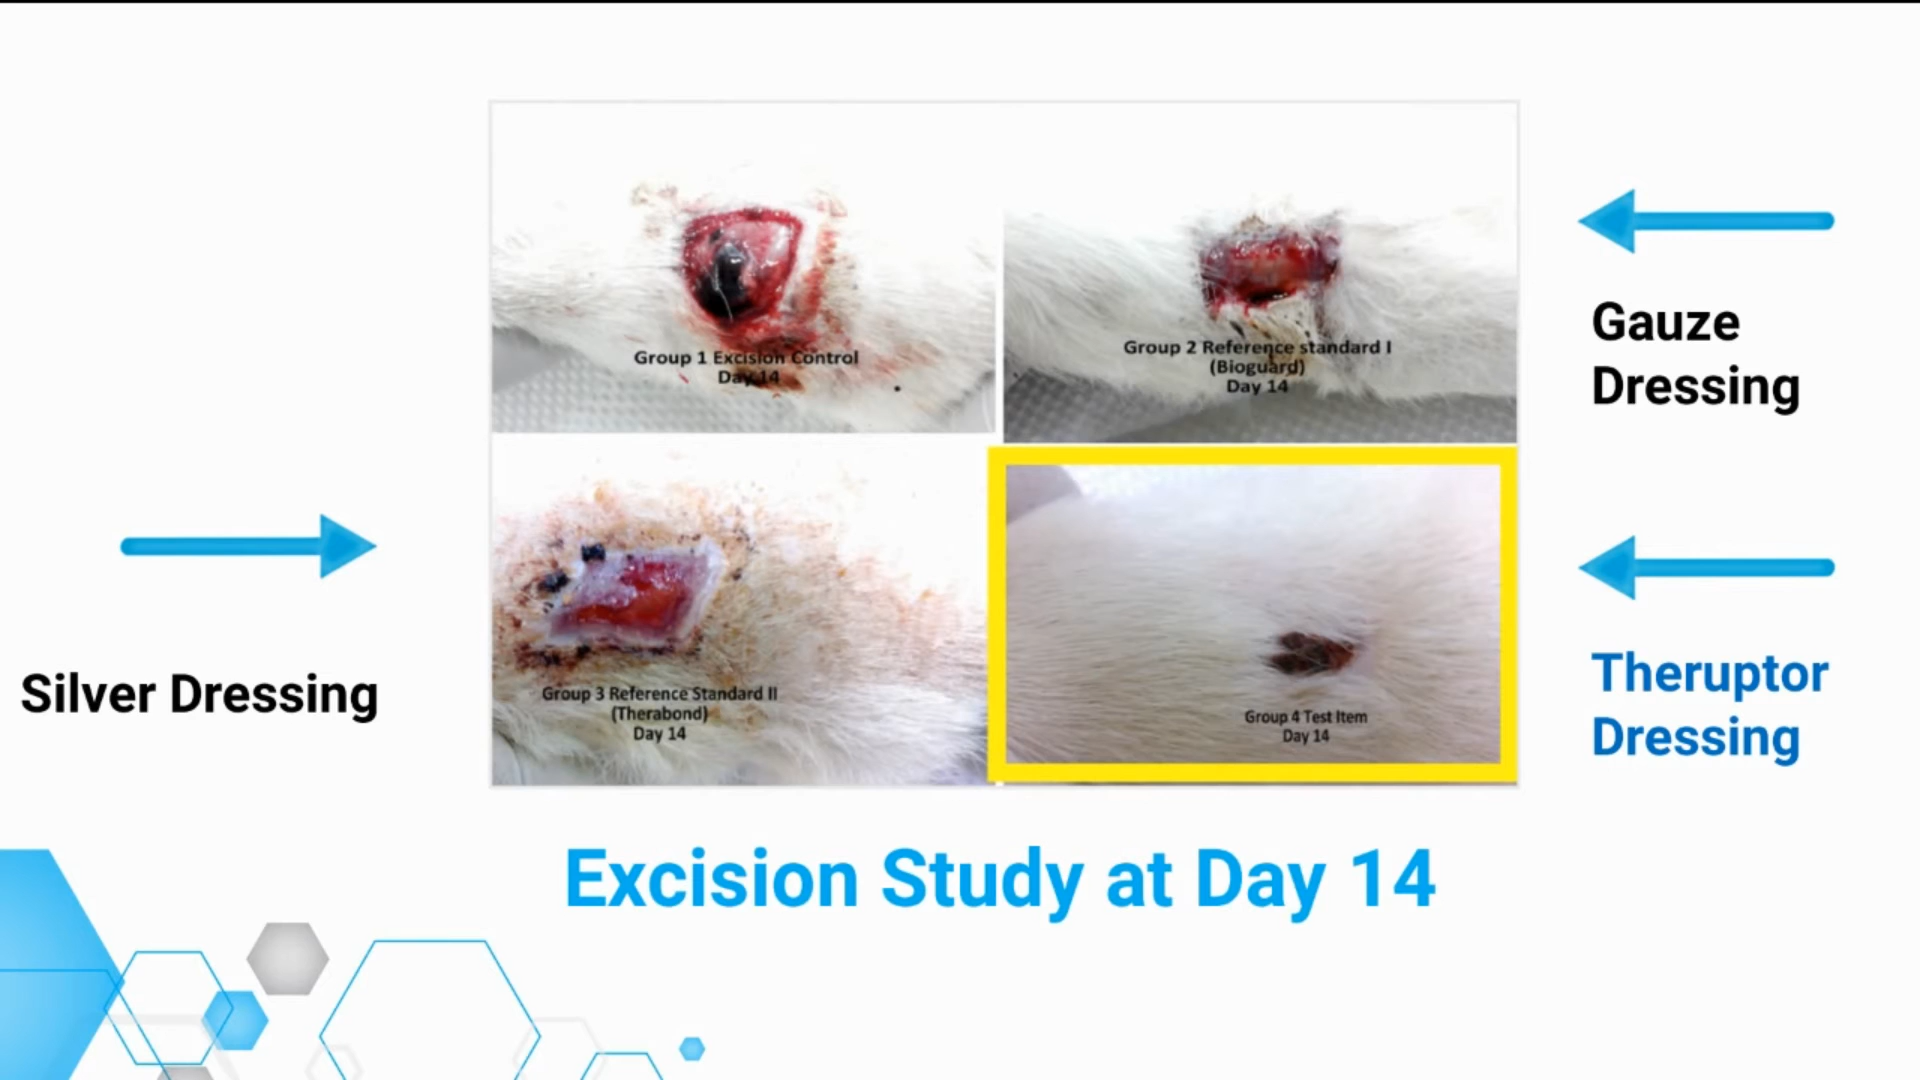 Group 1 Excision Control
Day 14
Group 2 Reference standard I
(Bioguard)
Day 14
Gauze
Dressing
Silver Dressing
Group 3 Reference Standard II
(Therabond)
Day 14
Group 4 Test Item
Day 14
Theruptor
Dressing
Excision Study at Day 14